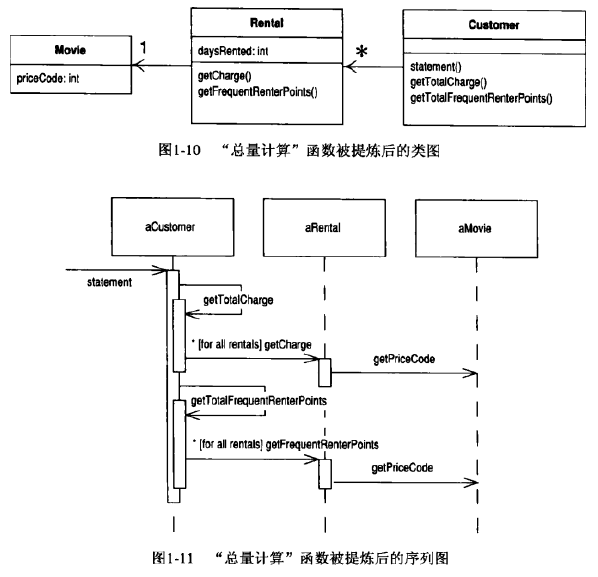 Rental
Customer
Movie
1
daysRented: int
*
priceCode: int
getCharge()
getFrequentRenterPoints()
statement()
getTotalCharge()
getTotalFrequentRenterPoints()
图1-10 “总量计算”函数被提炼后的类图
aCustomer
aRental
aMovie
statement
getTotalCharge
* [for all rentals] getCharge
getPriceCode
getTotalFrequentRenterPoints
* [for all rentals] getFrequentRenterPoints
getPriceCode
图1-11 “总量计算”函数被提炼后的序列图